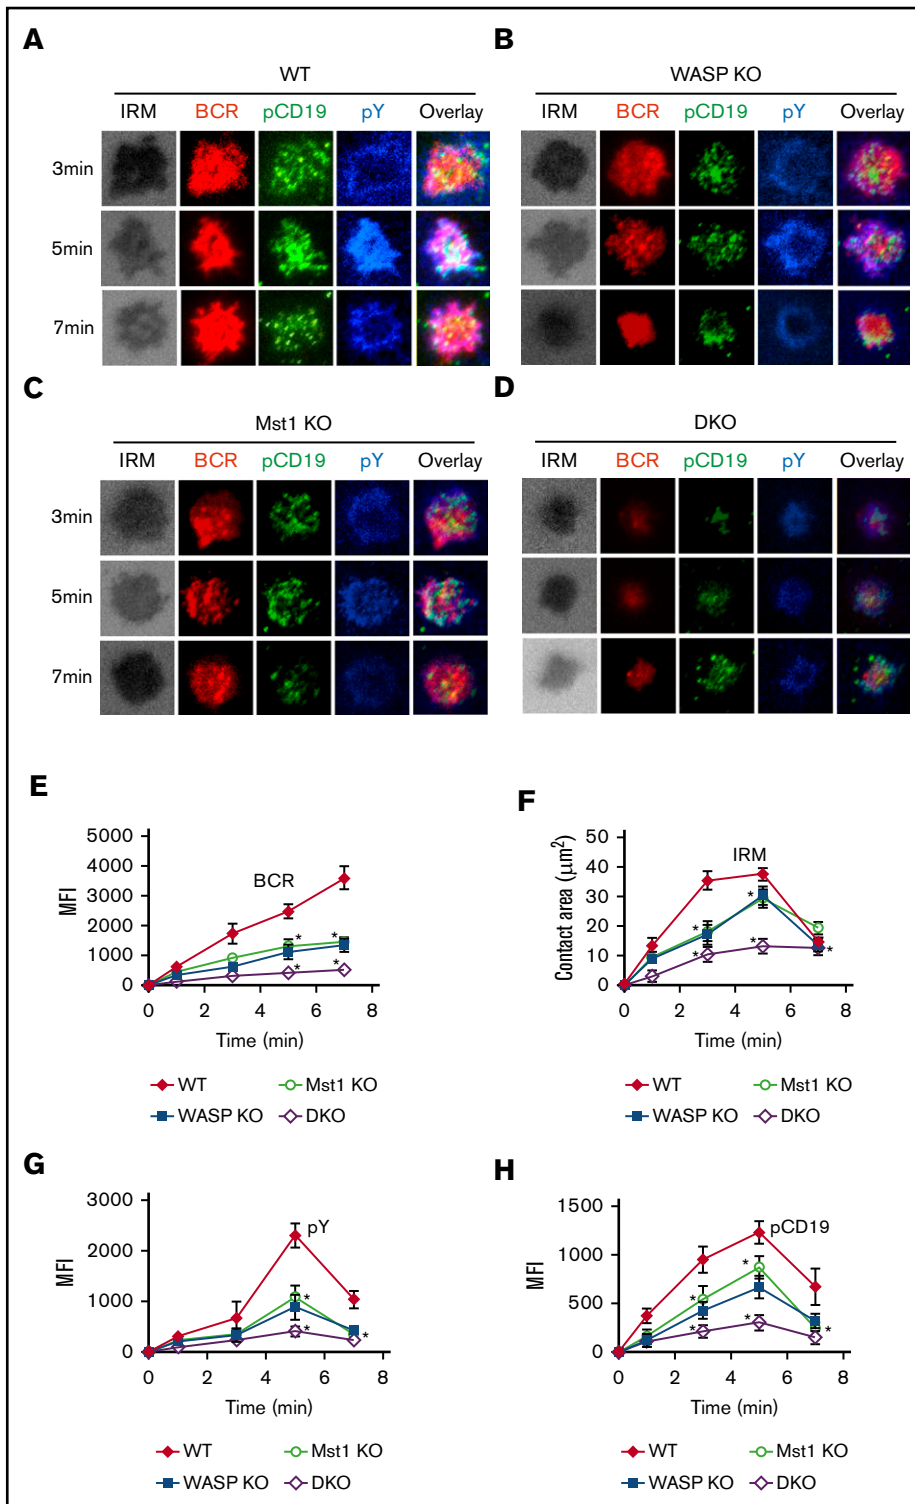 A
WT
IRM BCR pCD19 pY Overlay
3min
5min
7min
B
WASP KO
IRM BCR pCD19 pY Overlay
C
Mst1 KO
IRM BCR pCD19 pY Overlay
3min
5min
7min
D
DKO
IRM BCR pCD19 pY Overlay
E
5000
4000
3000
2000
1000
0
MFI
BCR
* *
* *
0 2 4 6 8
Time (min)
WT Mst1 KO
WASP KO DKO
F
50
40
30
20
10
0
Contact area (μm²)
IRM
* *
* * *
0 2 4 6 8
Time (min)
WT Mst1 KO
WASP KO DKO
G
3000
2000
1000
0
MFI
pY
*
* *
0 2 4 6 8
Time (min)
WT Mst1 KO
WASP KO DKO
H
1500
1000
500
0
MFI
pCD19
* *
* * *
0 2 4 6 8
Time (min)
WT Mst1 KO
WASP KO DKO